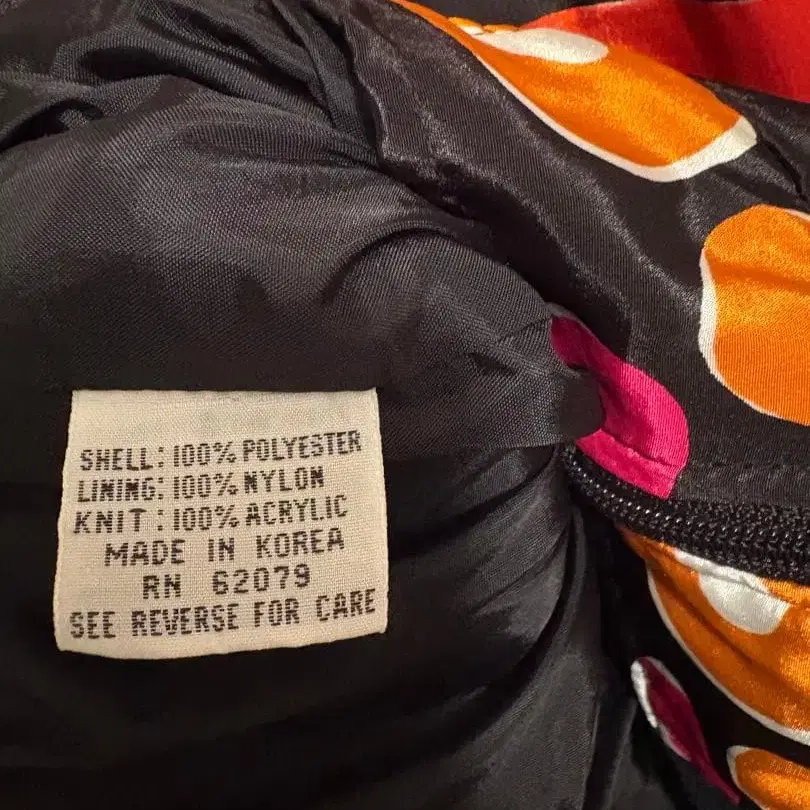 SHELL: 100% POLYESTER
LINING: 100% NYLON
KNIT: 100% ACRYLIC
MADE IN KOREA
RN 62079
SEE REVERSE FOR CARE